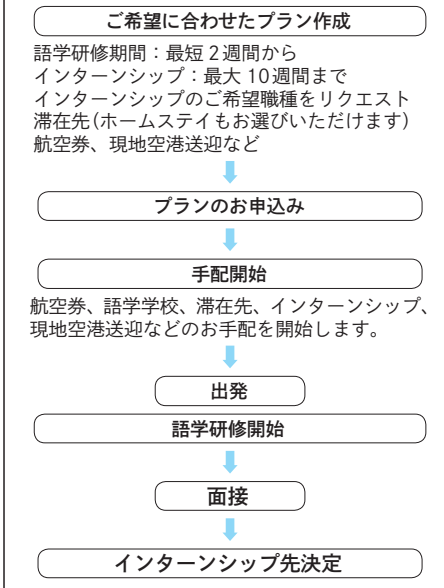 ご希望に合わせたプラン作成
語学研修期間：最短2週間から
インターンシップ：最大10週間まで
インターンシップのご希望職種をリクエスト
滞在先(ホームステイもお選びいただけます)
航空券、現地空港送迎など
プランのお申込み
手配開始
航空券、語学学校、滞在先、インターンシップ、
現地空港送迎などのお手配を開始します。
出発
語学研修開始
面接
インターンシップ先決定